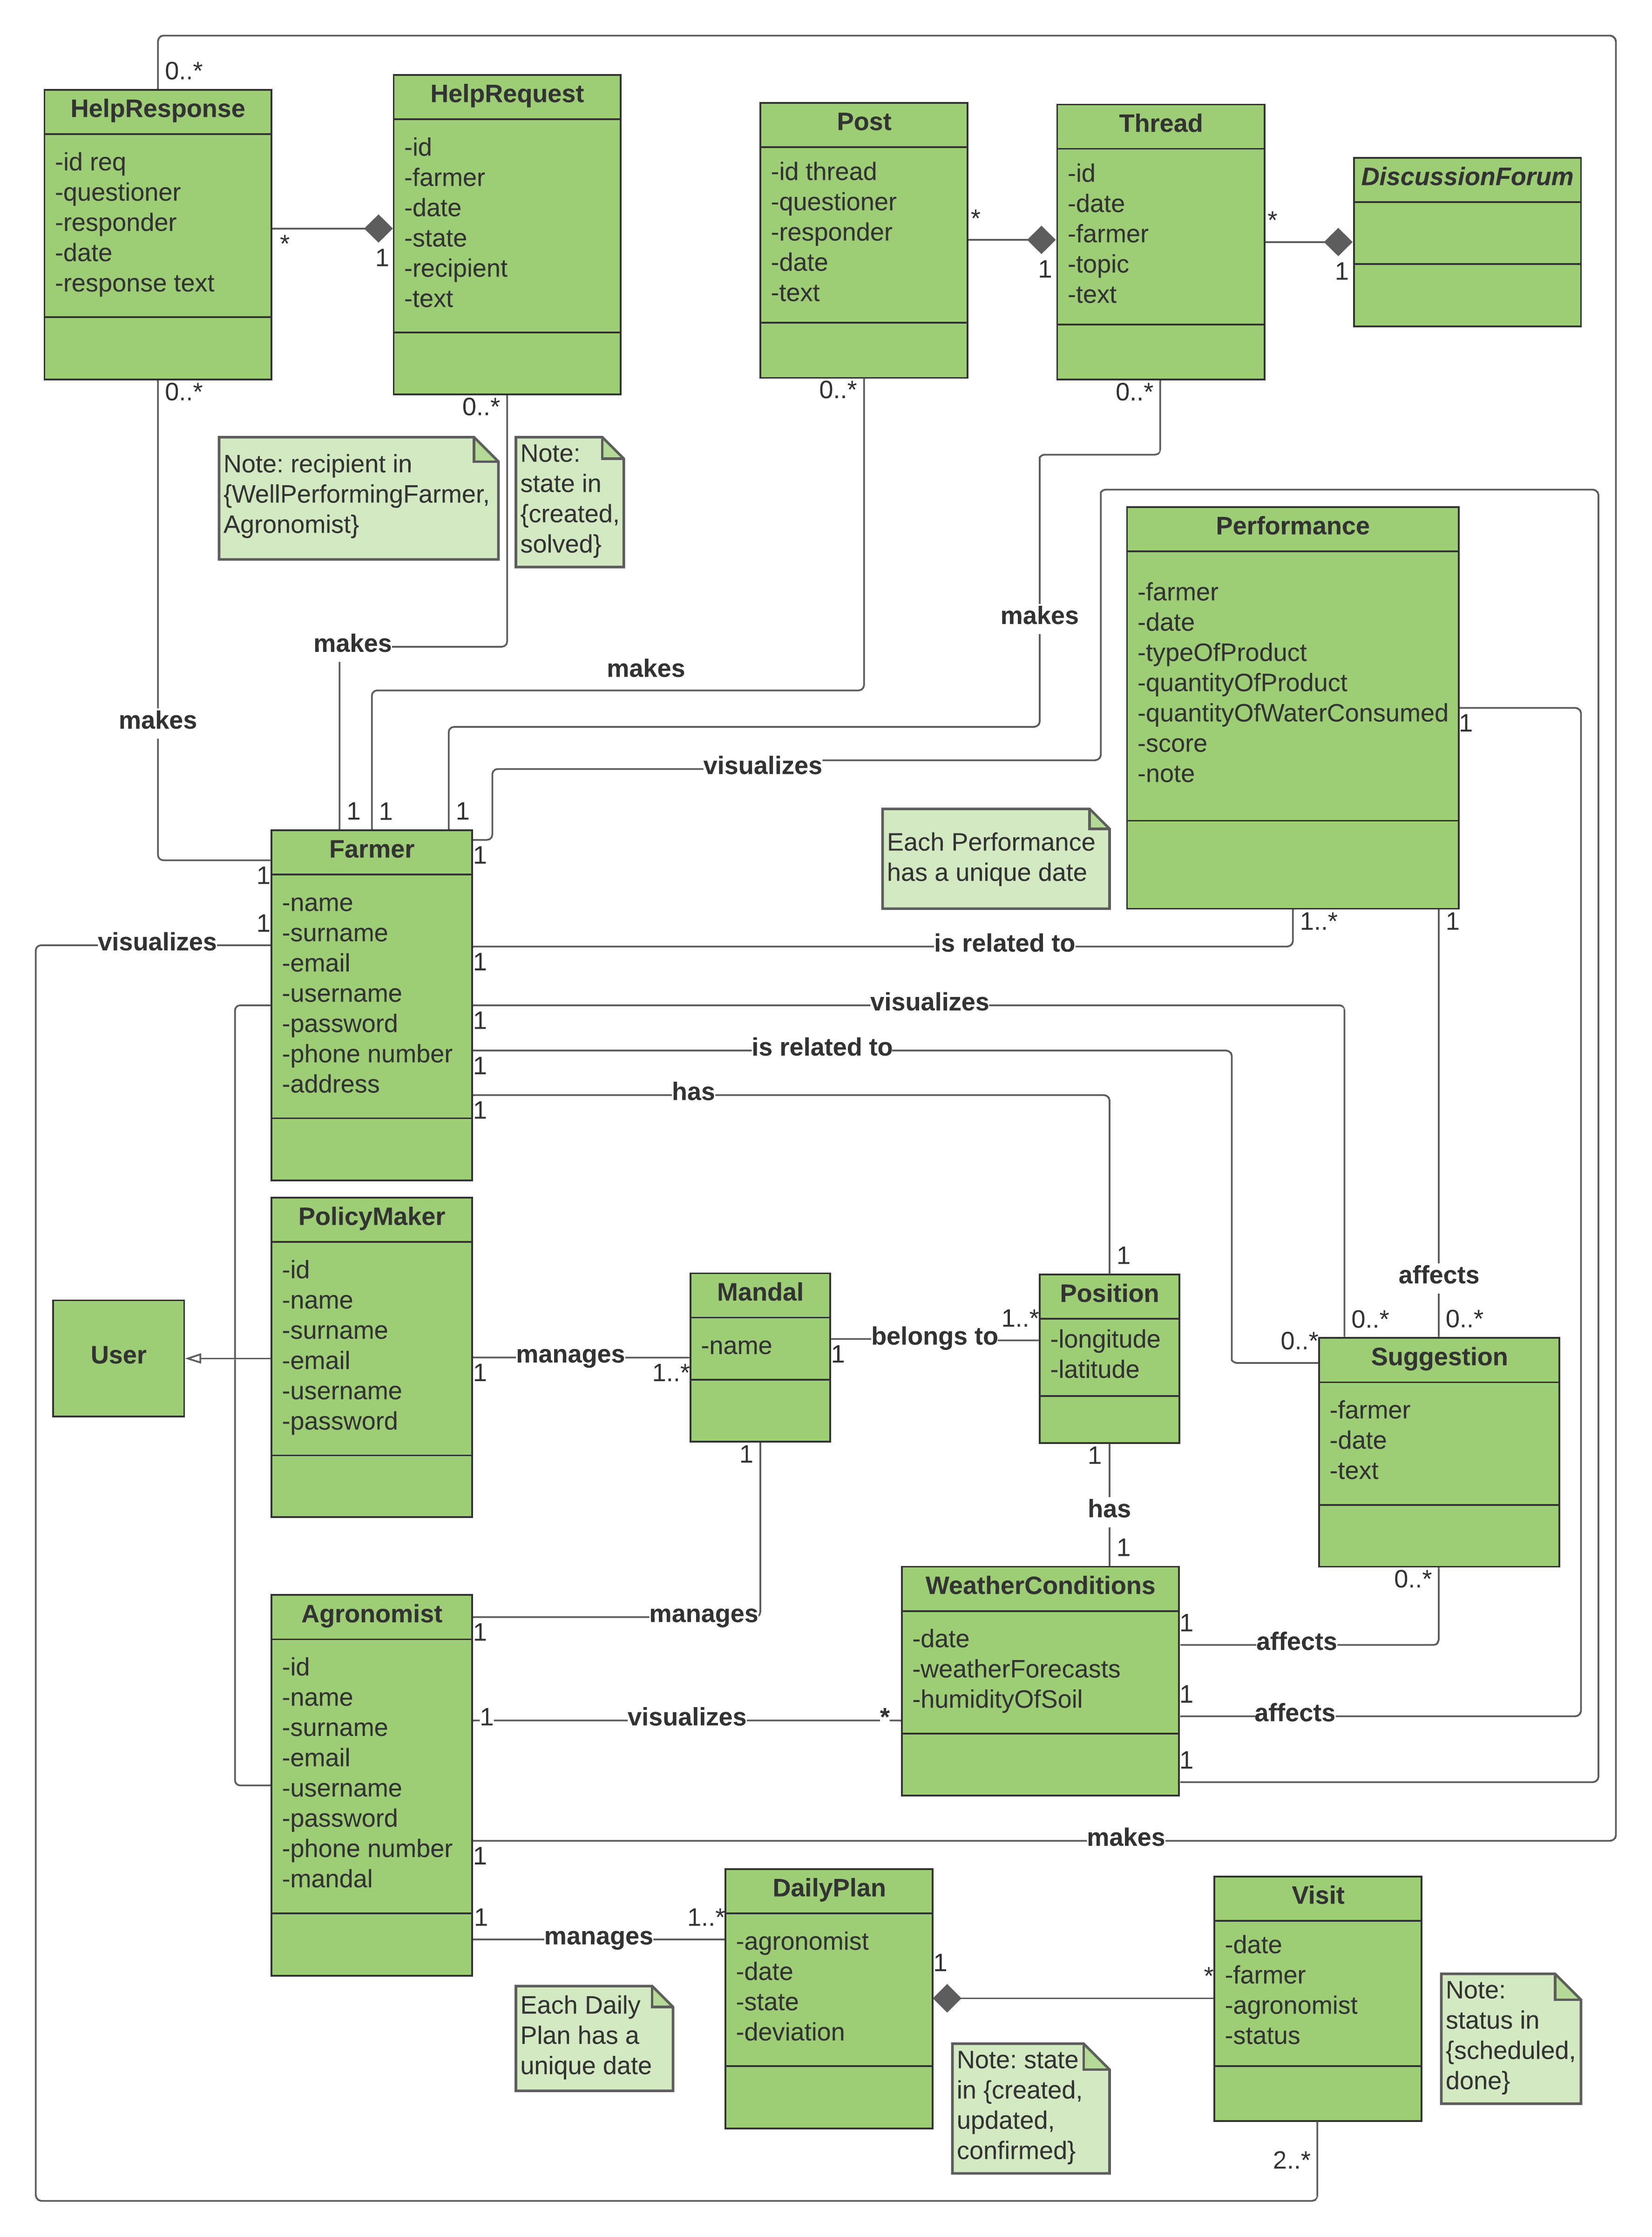 0..*
HelpResponse
-id req
-questioner
-responder
-date
-response text
*
1
0..*
HelpRequest
-id
-farmer
-date
-state
-recipient
-text
0..*
Post
-id thread
-questioner
-responder
-date
-text
*
1
0..*
Thread
-id
-date
-farmer
-topic
-text
*
1
0..*
DiscussionForum
Note: recipient in
{WellPerformingFarmer,
Agronomist}
Note:
state in
{created,
solved}
makes
makes
makes
makes
visualizes
Performance
-farmer
-date
-typeOfProduct
-quantityOfProduct
-quantityOfWaterConsumed
-score
-note
1
1..*
1
Each Performance
has a unique date
1
1
1
1
1
1
Farmer
-name
-surname
-email
-username
-password
-phone number
-address
visualizes
1
is related to
1
visualizes
1
is related to
1
has
1
affects
0..*
0..*
0..*
PolicyMaker
-id
-name
-surname
-email
-username
-password
User
1
manages
1..*
Mandal
-name
1
belongs to
1..*
1
Position
-longitude
-latitude
1
has
1
Suggestion
-farmer
-date
-text
0..*
Agronomist
-id
-name
-surname
-email
-username
-password
-phone number
-mandal
1
manages
1
visualizes
*
WeatherConditions
-date
-weatherForecasts
-humidityOfSoil
1
affects
1
affects
1
1
makes
1
manages
1..*
DailyPlan
-agronomist
-date
-state
-deviation
1
*
Visit
-date
-farmer
-agronomist
-status
2..*
Each Daily
Plan has a
unique date
Note: state
in {created,
updated,
confirmed}
Note:
status in
{scheduled,
done}